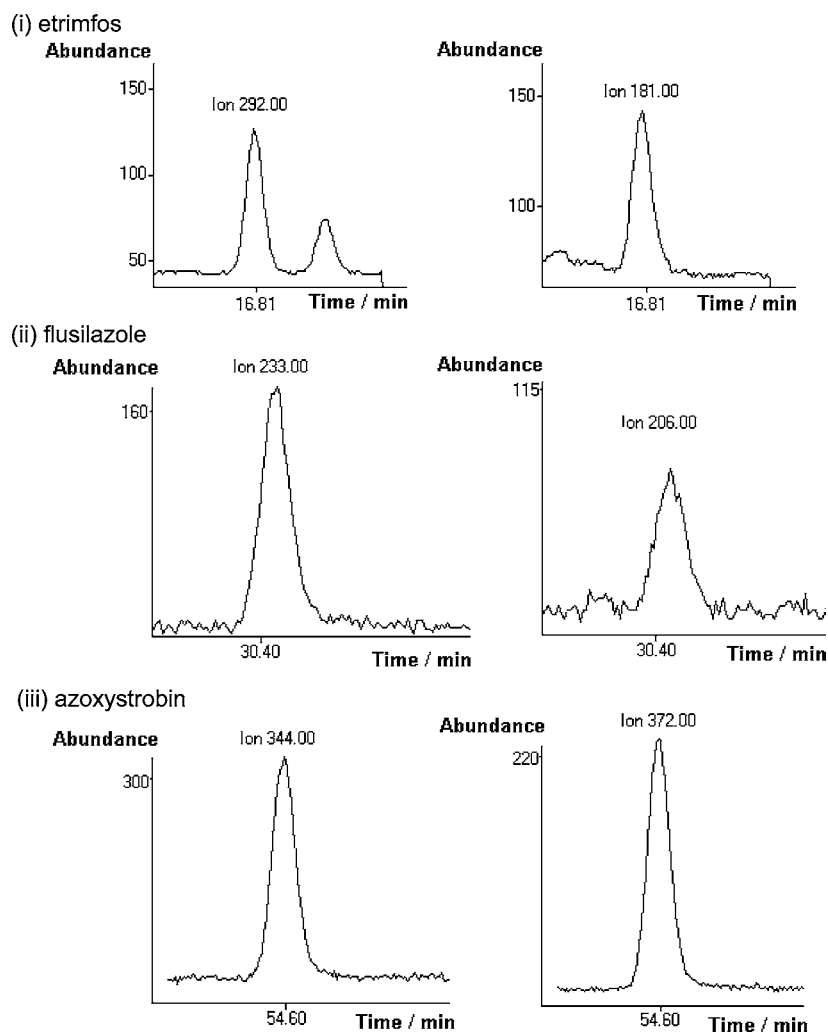 (i) etrimfos
Abundance
Ion 292.00
150
100
50
16.81
Time / min
Abundance
Ion 181.00
150
100
16.81
Time / min
(ii) flusilazole
Abundance
Ion 233.00
160
30.40
Time / min
Abundance
115
Ion 206.00
30.40
Time / min
(iii) azoxystrobin
Abundance
Ion 344.00
300
54.60
Time / min
Abundance
Ion 372.00
220
54.60
Time / min